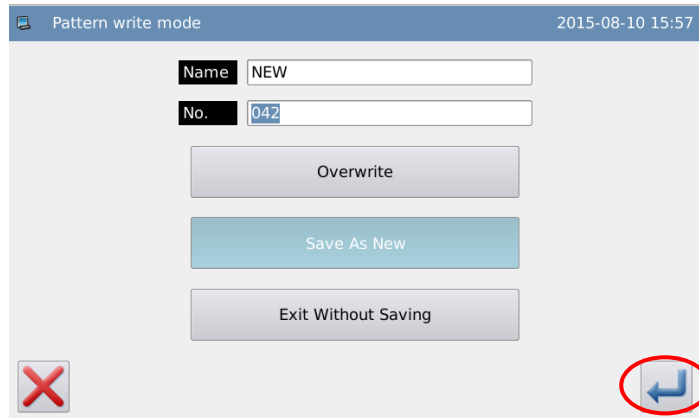 Pattern write mode 2015-08-10 15:57
Name NEW
No. 042
Overwrite
Save As New
Exit Without Saving